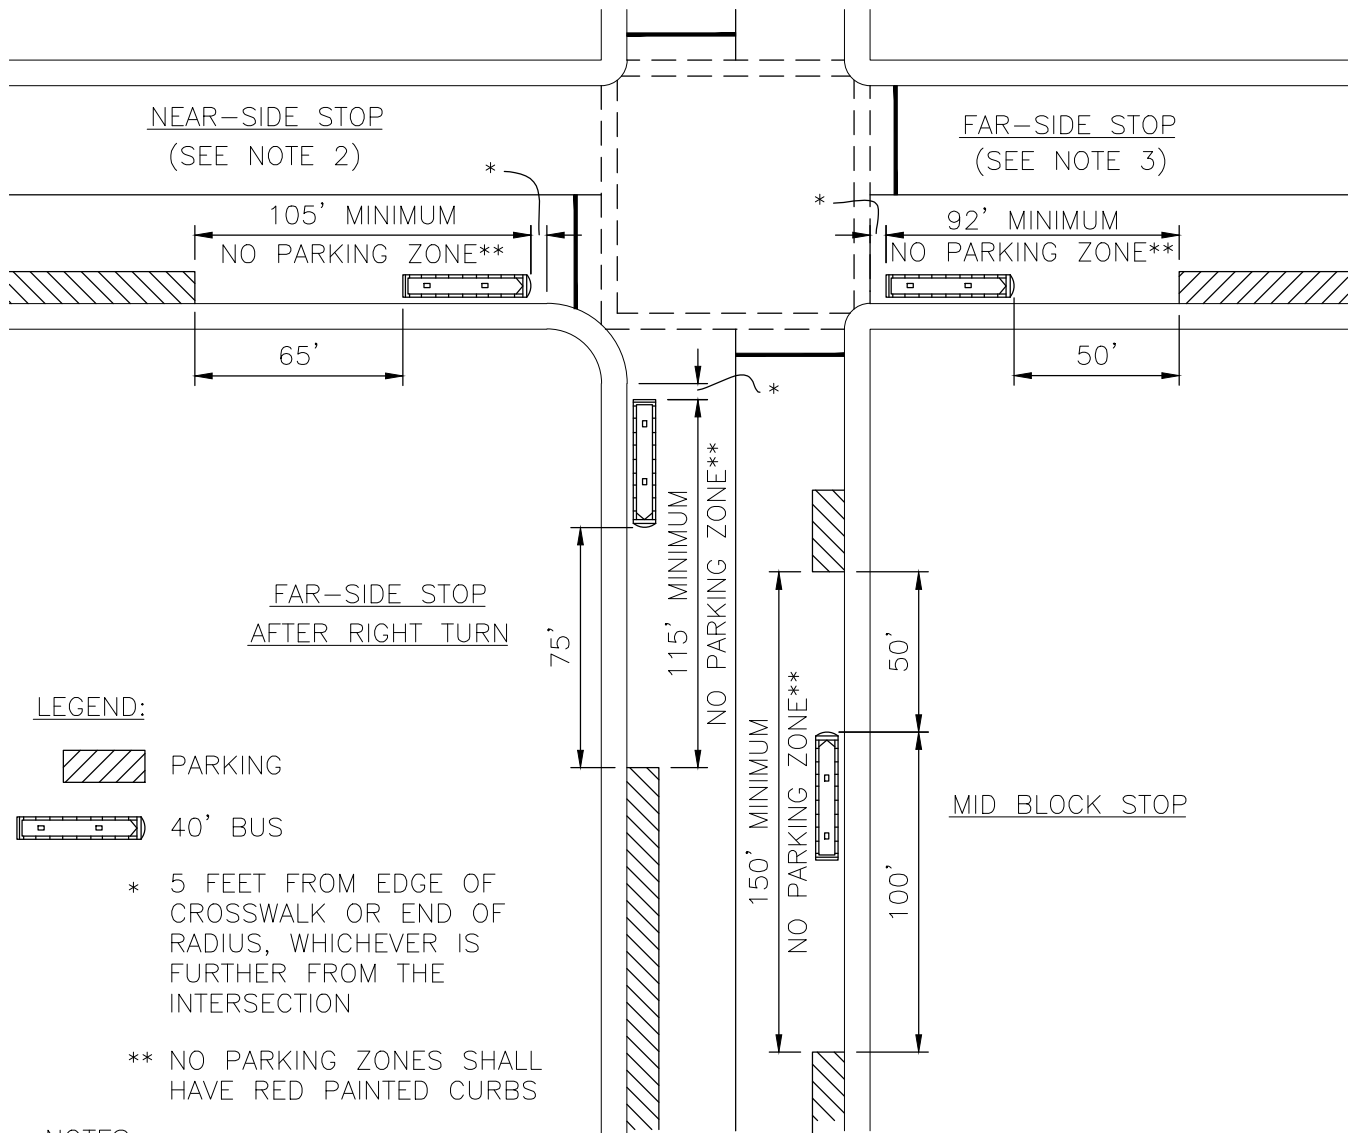 NEAR-SIDE STOP
(SEE NOTE 2)
*
105' MINIMUM
NO PARKING ZONE**
65'
FAR-SIDE STOP
(SEE NOTE 3)
*
92' MINIMUM
NO PARKING ZONE**
50'
*
115' MINIMUM
NO PARKING ZONE**
75'
FAR-SIDE STOP
AFTER RIGHT TURN
150' MINIMUM
NO PARKING ZONE**
50'
100'
MID BLOCK STOP
LEGEND:
PARKING
40' BUS
* 5 FEET FROM EDGE OF
CROSSWALK OR END OF
RADIUS, WHICHEVER IS
FURTHER FROM THE
INTERSECTION
** NO PARKING ZONES SHALL
HAVE RED PAINTED CURBS
NOTES